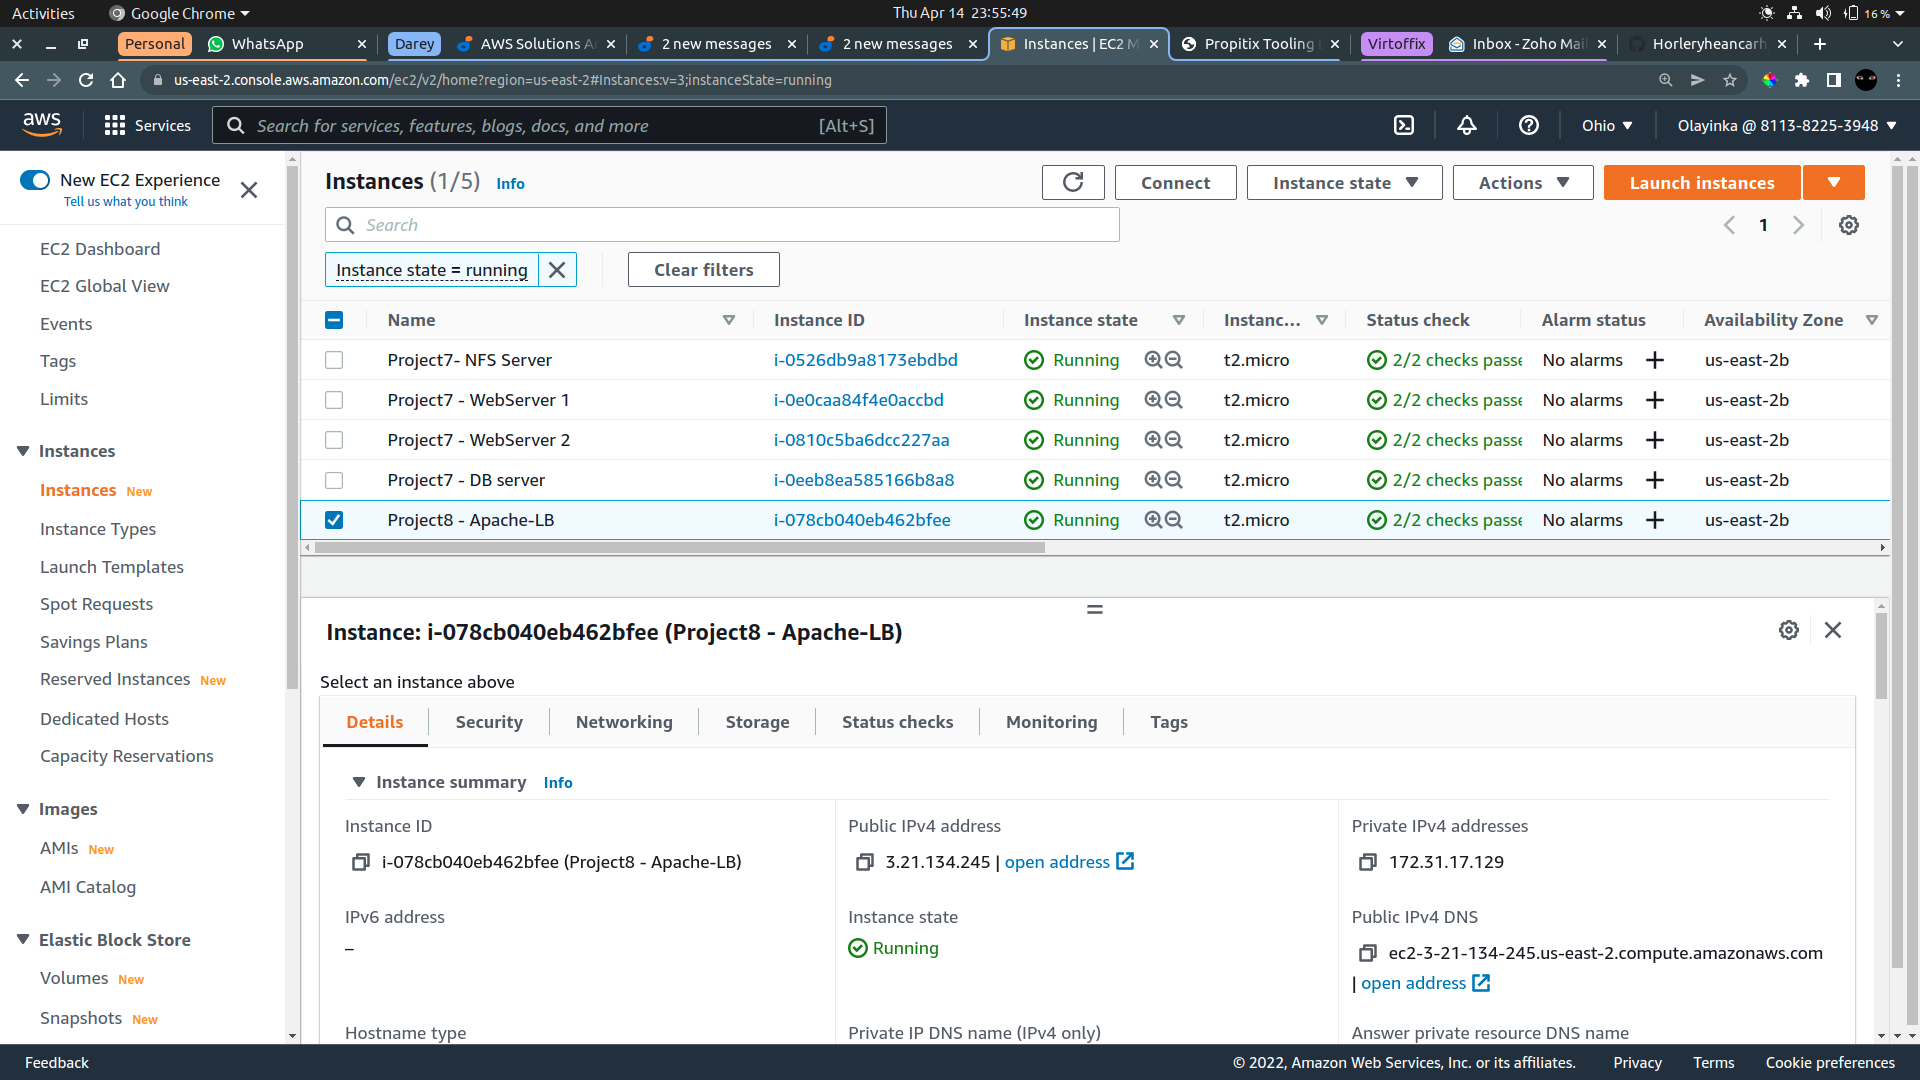 Activities
Google Chrome
Thu Apr 14 23:55:49
16 %
Personal
WhatsApp
Darey
AWS Solutions A
2 new messages
2 new messages
Instances | EC2 M
Propitix Tooling
Virtoffix
Inbox - Zoho Mail
Horleryheancarh
us-east-2.console.aws.amazon.com/ec2/v2/home?region=us-east-2#Instances:v=3;instanceState=running
aws
Services
Search for services, features, blogs, docs, and more
[Alt+S]
Ohio
Olayinka @ 8113-8225-3948
New EC2 Experience
Tell us what you think
EC2 Dashboard
EC2 Global View
Events
Tags
Limits
Instances
Instances New
Instance Types
Launch Templates
Spot Requests
Savings Plans
Reserved Instances New
Dedicated Hosts
Capacity Reservations
Images
AMIs New
AMI Catalog
Elastic Block Store
Volumes New
Snapshots New
Instances (1/5) Info
Connect
Instance state
Actions
Launch instances
Search
1
Instance state = running
Clear filters
Name Instance ID Instance state Instanc... Status check Alarm status Availability Zone
Project7- NFS Server i-0526db9a8173ebdbd Running t2.micro 2/2 checks passe No alarms us-east-2b
Project7 - WebServer 1 i-0e0caa84f4e0accbd Running t2.micro 2/2 checks passe No alarms us-east-2b
Project7 - WebServer 2 i-0810c5ba6dcc227aa Running t2.micro 2/2 checks passe No alarms us-east-2b
Project7 - DB server i-0eeb8ea585166b8a8 Running t2.micro 2/2 checks passe No alarms us-east-2b
Project8 - Apache-LB i-078cb040eb462bfee Running t2.micro 2/2 checks passe No alarms us-east-2b
Instance: i-078cb040eb462bfee (Project8 - Apache-LB)
Select an instance above
Details Security Networking Storage Status checks Monitoring Tags
Instance summary Info
Instance ID
i-078cb040eb462bfee (Project8 - Apache-LB)
Public IPv4 address
3.21.134.245 | open address
Private IPv4 addresses
172.31.17.129
IPv6 address
–
Instance state
Running
Public IPv4 DNS
ec2-3-21-134-245.us-east-2.compute.amazonaws.com
| open address
Hostname type
Private IP DNS name (IPv4 only)
Answer private resource DNS name
Feedback
© 2022, Amazon Web Services, Inc. or its affiliates.
Privacy
Terms
Cookie preferences